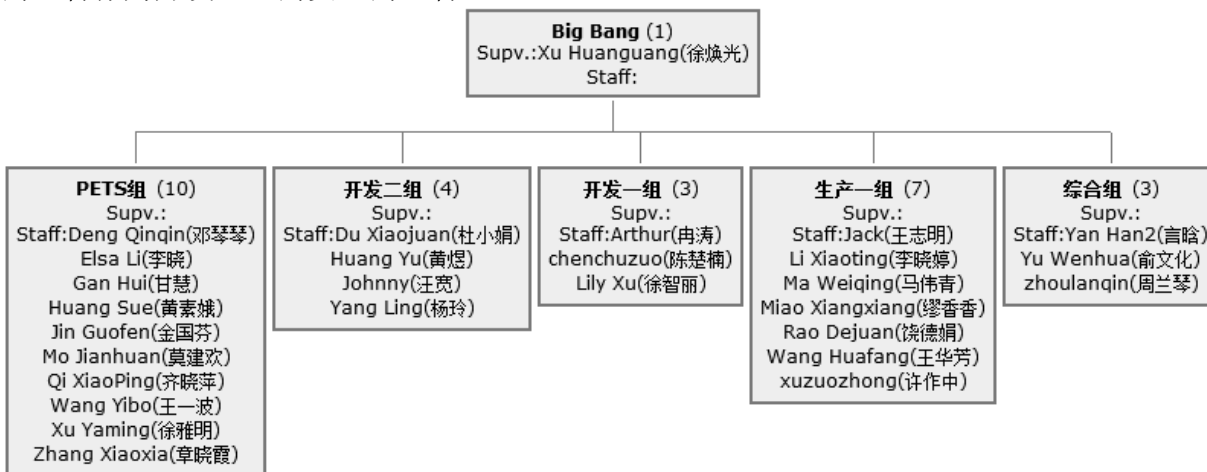 Big Bang (1)
Supv.:Xu Huanguang(徐焕光)
Staff:
PETS组 (10)
Supv.:
Staff:Deng Qinqin(邓琴琴)
Elsa Li(李晓)
Gan Hui(甘慧)
Huang Sue(黄素娥)
Jin Guofen(金国芬)
Mo Jianhuan(莫建欢)
Qi XiaoPing(齐晓萍)
Wang Yibo(王一波)
Xu Yaming(徐雅明)
Zhang Xiaoxia(章晓霞)
开发二组 (4)
Supv.:
Staff:Du Xiaojuan(杜小娟)
Huang Yu(黄煜)
Johnny(汪宽)
Yang Ling(杨玲)
开发一组 (3)
Supv.:
Staff:Arthur(冉涛)
chenchuzuo(陈楚楠)
Lily Xu(徐智丽)
生产一组 (7)
Supv.:
Staff:Jack(王志明)
Li Xiaoting(李晓婷)
Ma Weiqing(马伟青)
Miao Xiangxiang(缪香香)
Rao Dejuan(饶德娟)
Wang Huafang(王华芳)
xuzuozhong(许作中)
综合组 (3)
Supv.:
Staff:Yan Han2(言晗)
Yu Wenhua(俞文化)
zhoulanqin(周兰琴)